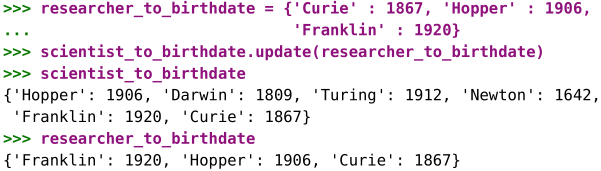 >>> researcher_to_birthdate = {'Curie' : 1867, 'Hopper' : 1906,
...                            'Franklin' : 1920}
>>> scientist_to_birthdate.update(researcher_to_birthdate)
>>> scientist_to_birthdate
{'Hopper': 1906, 'Darwin': 1809, 'Turing': 1912, 'Newton': 1642,
 'Franklin': 1920, 'Curie': 1867}
>>> researcher_to_birthdate
{'Franklin': 1920, 'Hopper': 1906, 'Curie': 1867}